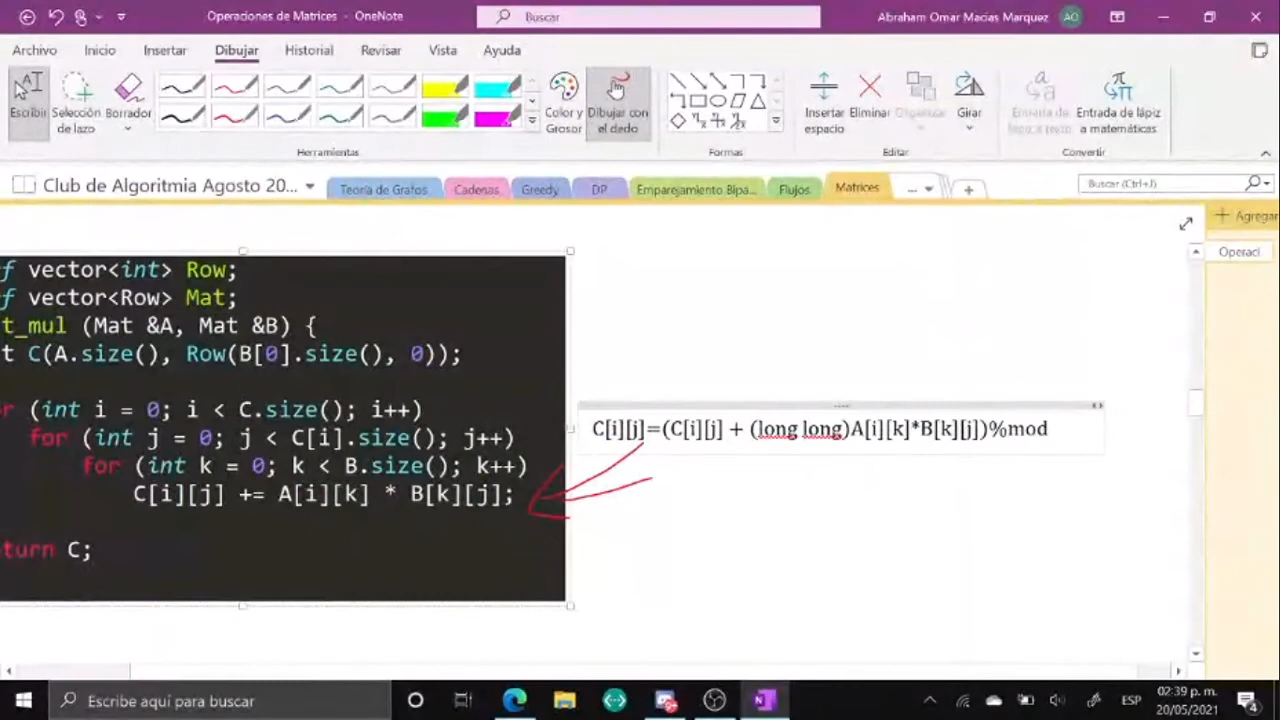 Operaciones de Matrices - OneNote
Buscar
Abraham Omar Macias Marquez AO
Archivo Inicio Insertar Dibujar Historial Revisar Vista Ayuda
Escribir
Selección de lazo
Borrador
Color y Grosor
Dibujar con el dedo
Insertar espacio
Eliminar
Organizar
Girar
Entrada de lápiz a texto
Entrada de lápiz a matemáticas
Herramientas Formas Editar Convertir
Club de Algoritmia Agosto 20...
Teoría de Grafos Cadenas Greedy DP Emparejamiento Bipa... Flujos Matrices ...
Buscar (Ctrl+J)
Agregar
Operaci
f vector<int> Row;
f vector<Row> Mat;
t_mul (Mat &A, Mat &B) {
t C(A.size(), Row(B[0].size(), 0));
r (int i = 0; i < C.size(); i++)
for (int j = 0; j < C[i].size(); j++)
for (int k = 0; k < B.size(); k++)
C[i][j] += A[i][k] * B[k][j];
turn C;
C[i][j]=(C[i][j] + (long long)A[i][k]*B[k][j])%mod
Escribe aquí para buscar
ESP
02:39 p. m.
20/05/2021
4